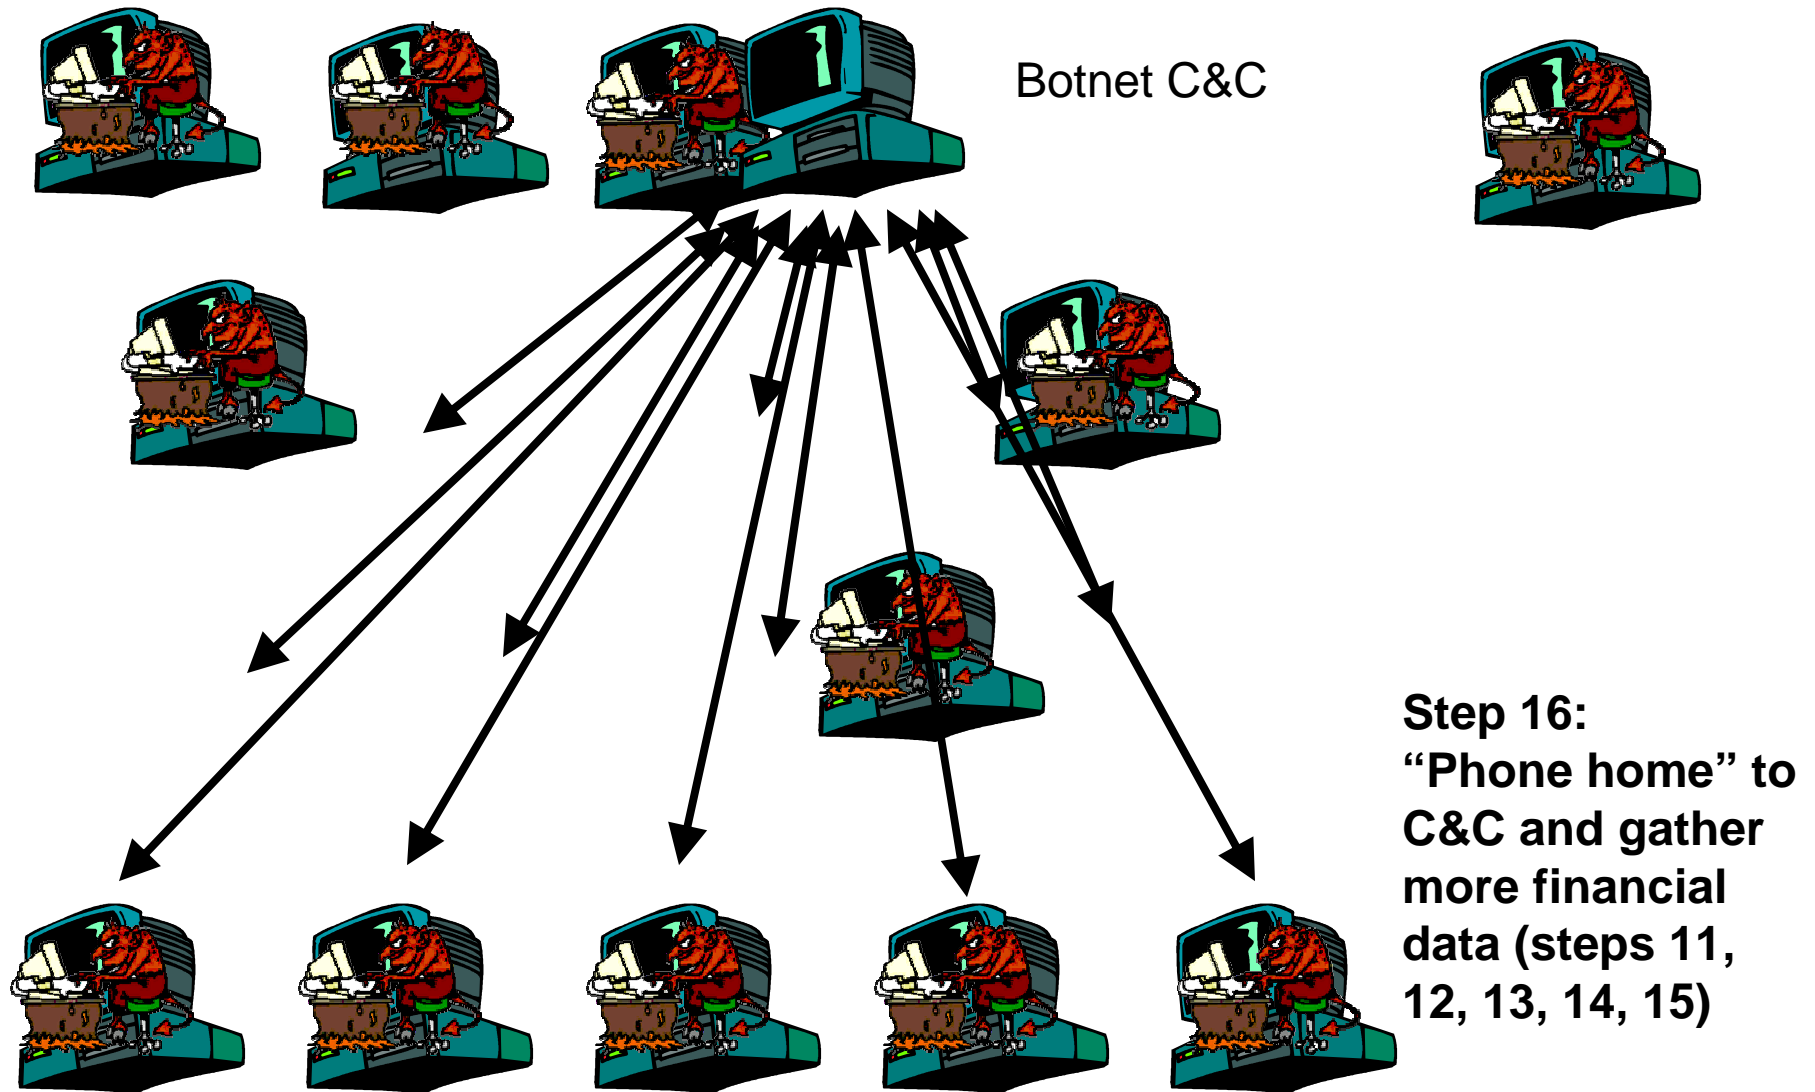 Botnet C&C
Step 16:
“Phone home” to
C&C and gather
more financial
data (steps 11,
12, 13, 14, 15)